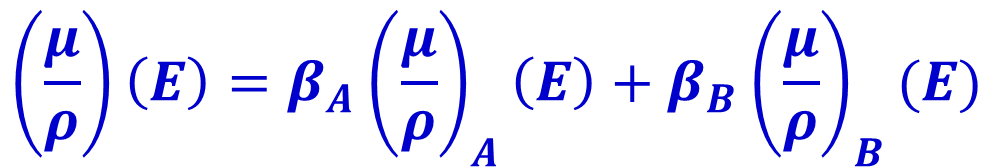 (μ/ρ) (E) = β_A (μ/ρ)_A (E) + β_B (μ/ρ)_B (E)